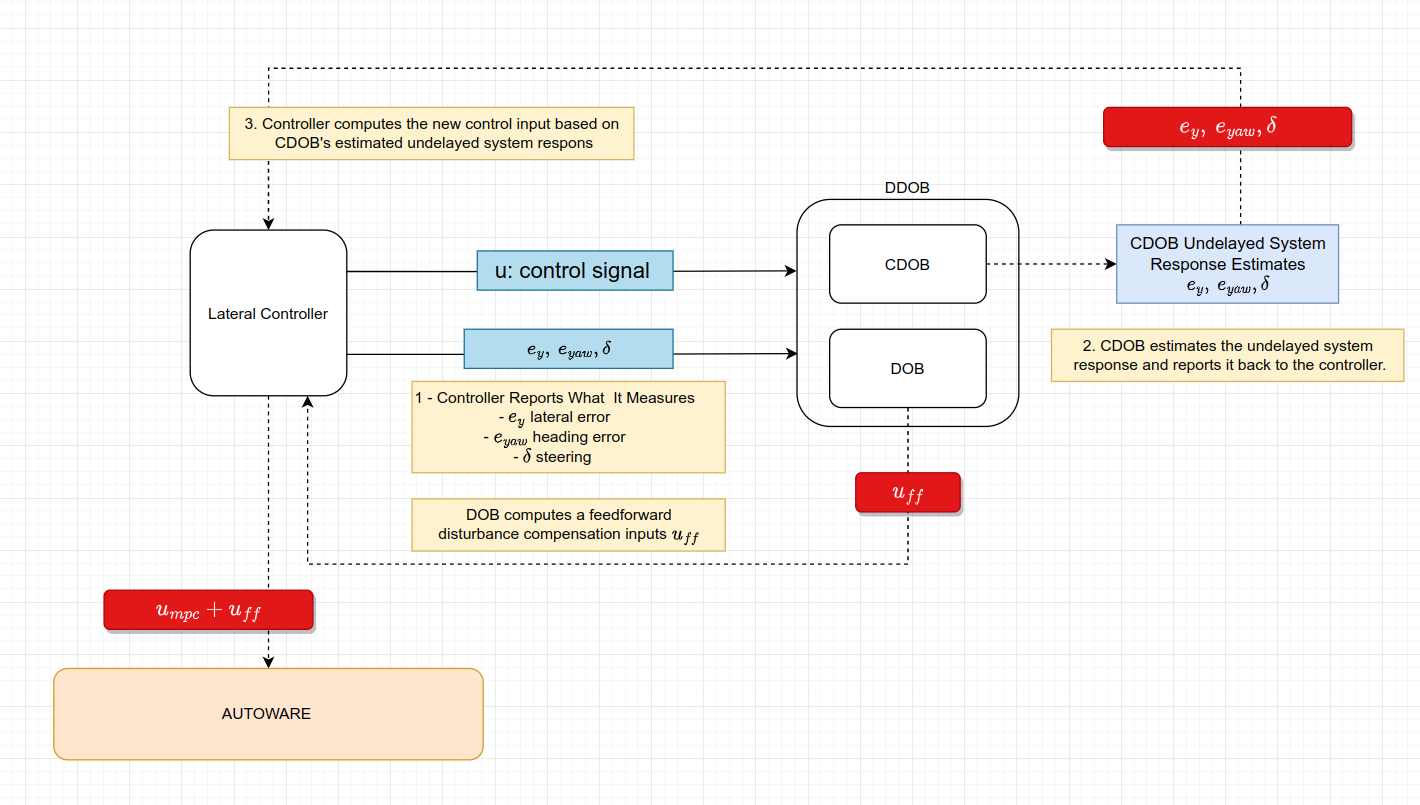 3. Controller computes the new control input based on
CDOB's estimated undelayed system respons
e_y, e_{yaw}, δ
DDOB
CDOB
CDOB Undelayed System
Response Estimates
e_y, e_{yaw}, δ
u: control signal
Lateral Controller
e_y, e_{yaw}, δ
DOB
2. CDOB estimates the undelayed system
response and reports it back to the controller.
1 - Controller Reports What It Measures
- e_y lateral error
- e_{yaw} heading error
- δ steering
u_{ff}
DOB computes a feedforward
disturbance compensation inputs u_{ff}
u_{mpc} + u_{ff}
AUTOWARE